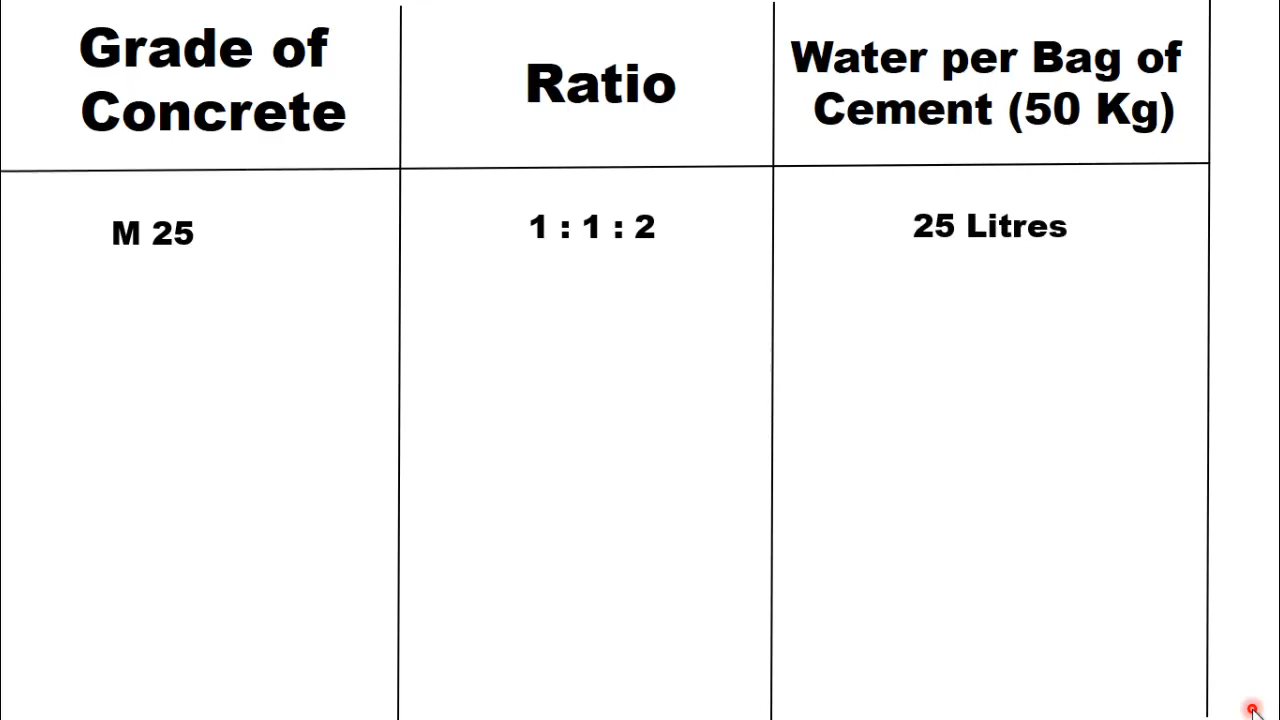 Grade of
Concrete
Ratio
Water per Bag of
Cement (50 Kg)
M 25
1 : 1 : 2
25 Litres